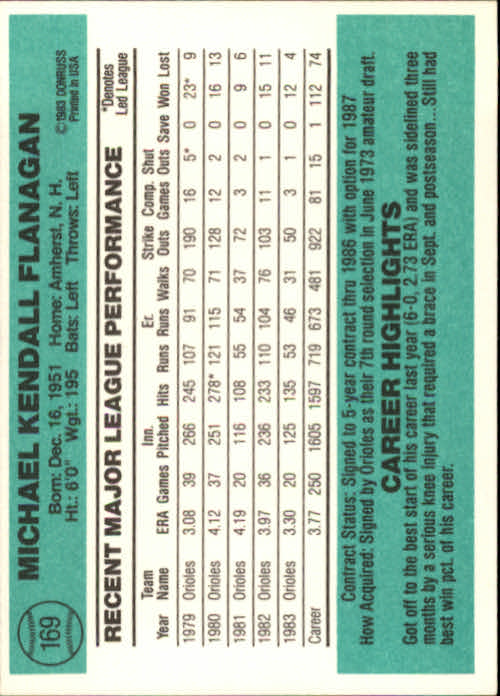 169
MICHAEL KENDALL FLANAGAN
©1983 DONRUSS
Printed in USA
Born: Dec. 16, 1951 Home: Amherst, N. H.
Ht.: 6'0" Wgt.: 195 Bats: Left Throws: Left
RECENT MAJOR LEAGUE PERFORMANCE
*Denotes
Led League
Year Team Name ERA Games Inn. Pitched Hits Runs Er. Runs Walks Strike Outs Comp. Games Shut Outs Save Won Lost
1979 Orioles 3.08 39 266 245 107 91 70 190 16 5* 0 23* 9
1980 Orioles 4.12 37 251 278* 121 115 71 128 12 2 0 16 13
1981 Orioles 4.19 20 116 108 55 54 37 72 3 2 0 9 6
1982 Orioles 3.97 36 236 233 110 104 76 103 11 1 0 15 11
1983 Orioles 3.30 20 125 135 53 46 31 50 3 1 0 12 4
Career 3.77 250 1605 1597 719 673 481 922 81 15 1 112 74
Contract Status: Signed to 5-year contract thru 1986 with option for 1987
How Acquired: Signed by Orioles as their 7th round selection in June 1973 amateur draft.
CAREER HIGHLIGHTS
Got off to the best start of his career last year (6-0, 2.73 ERA) and was sidelined three
months by a serious knee injury that required a brace in Sept. and postseason... Still had
best win pct. of his career.